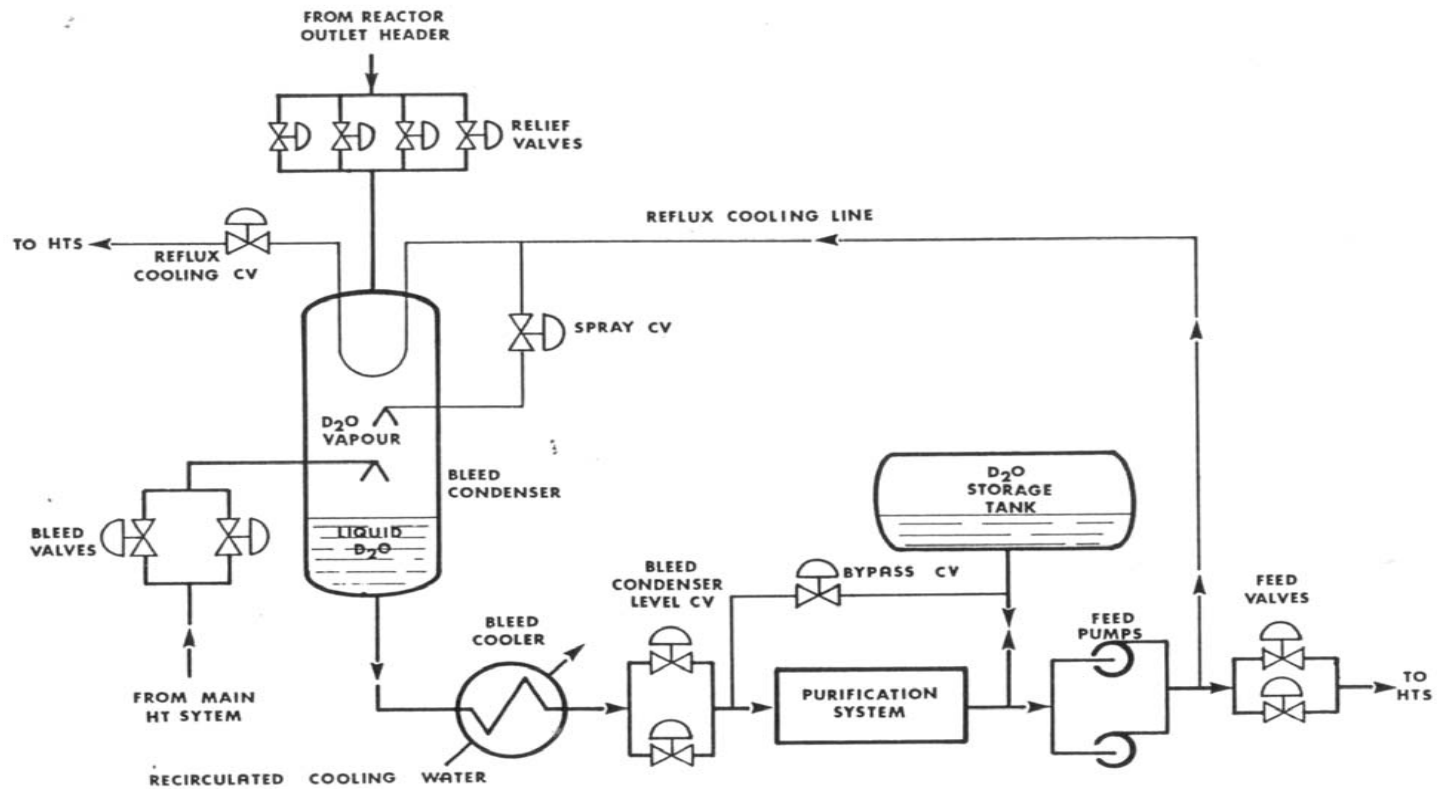 FROM REACTOR
OUTLET HEADER
RELIEF
VALVES
REFLUX COOLING LINE
TO HTS
REFLUX
COOLING CV
SPRAY CV
D2O
VAPOUR
BLEED
CONDENSER
D2O
STORAGE
TANK
BLEED
VALVES
LIQUID
D2O
BLEED
CONDENSER
LEVEL CV
BYPASS CV
FEED
VALVES
BLEED
COOLER
FEED
PUMPS
FROM MAIN
HT SYTEM
PURIFICATION
SYSTEM
TO
HTS
RECIRCULATED COOLING WATER